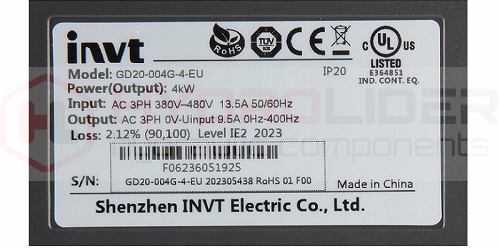 invt
RoHS
TÜV
CE
UL
LISTED
E364851
IND. CONT. EQ.
Model: GD20-004G-4-EU IP20
Power(Output): 4kW
Input: AC 3PH 380V–480V 13.5A 50/60Hz
Output: AC 3PH 0V-Uinput 9.5A 0Hz-400Hz
Loss: 2.12% (90,100) Level IE2 2023
F06236051925
S/N: GD20-004G-4-EU 202305438 RoHS 01 F00
Made in China
Shenzhen INVT Electric Co., Ltd.
components